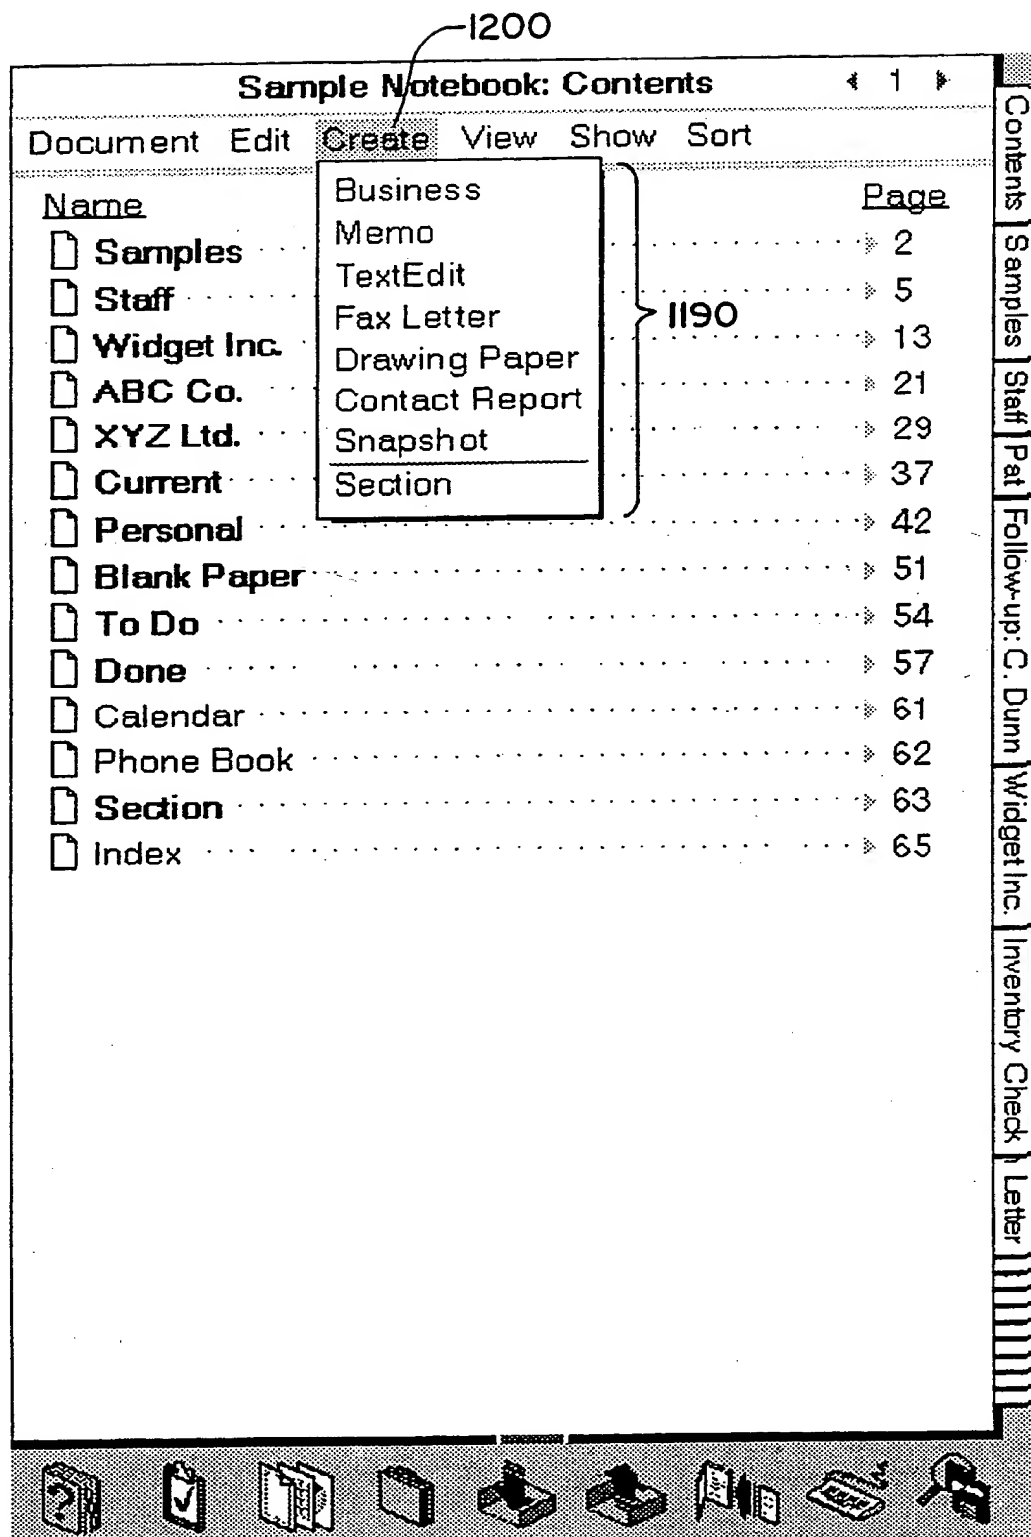 1200
Sample Notebook: Contents 1
Document Edit Create View Show Sort
Name Page
Business
Memo
TextEdit
Fax Letter
Drawing Paper
Contact Report
Snapshot
Section
1190
Samples 2
Staff 5
Widget Inc. 13
ABC Co. 21
XYZ Ltd. 29
Current 37
Personal 42
Blank Paper 51
To Do 54
Done 57
Calendar 61
Phone Book 62
Section 63
Index 65
Contents
Samples
Staff
Pat
Follow-up: C. Dunn
Widget Inc.
Inventory Check
Letter
?